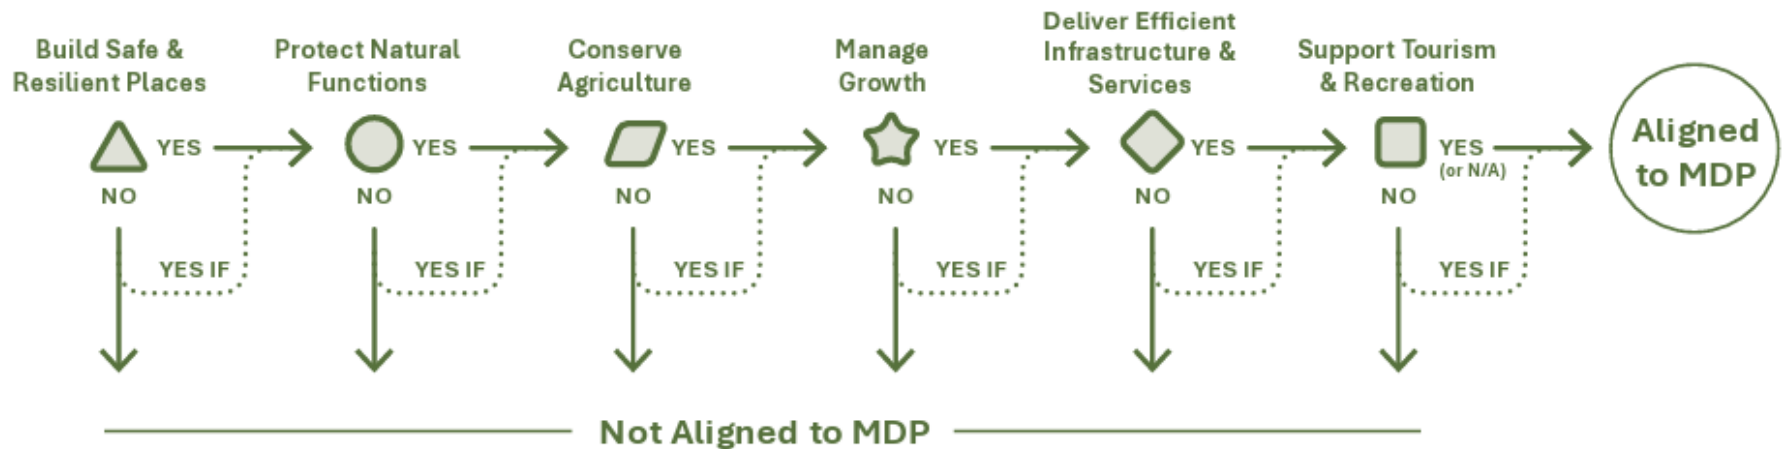 Build Safe &
Resilient Places
Protect Natural
Functions
Conserve
Agriculture
Manage
Growth
Deliver Efficient
Infrastructure &
Services
Support Tourism
& Recreation
YES
YES
YES
YES
YES
YES
(or N/A)
Aligned
to MDP
NO
NO
NO
NO
NO
NO
YES IF
YES IF
YES IF
YES IF
YES IF
YES IF
Not Aligned to MDP